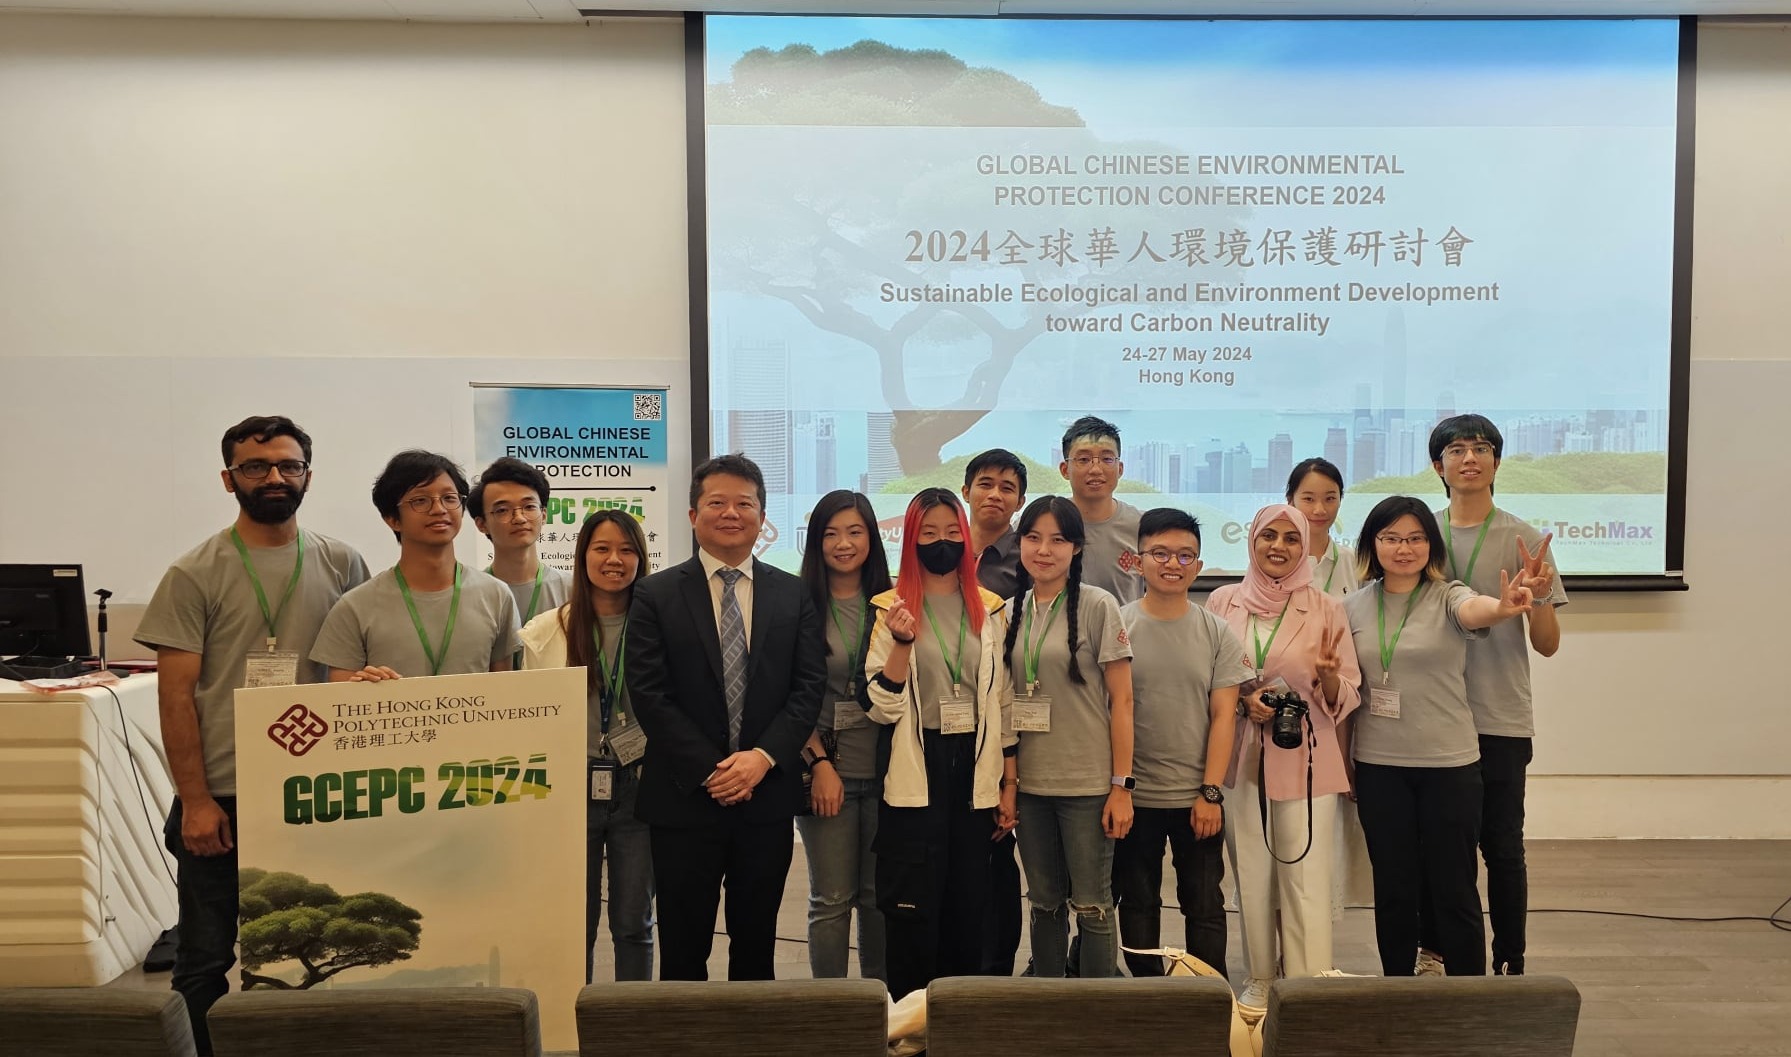 GLOBAL CHINESE ENVIRONMENTAL
PROTECTION CONFERENCE 2024
2024全球華人環境保護研討會
Sustainable Ecological and Environment Development
toward Carbon Neutrality
24-27 May 2024
Hong Kong
TechMax
GLOBAL CHINESE
ENVIRONMENTAL
PROTECTION
PC 2024
THE HONG KONG
POLYTECHNIC UNIVERSITY
香港理工大學
GCEPC 2024